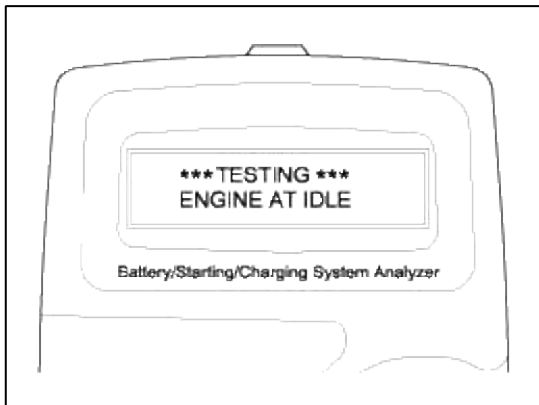 *** TESTING ***
ENGINE AT IDLE
Battery/Starting/Charging System Analyzer